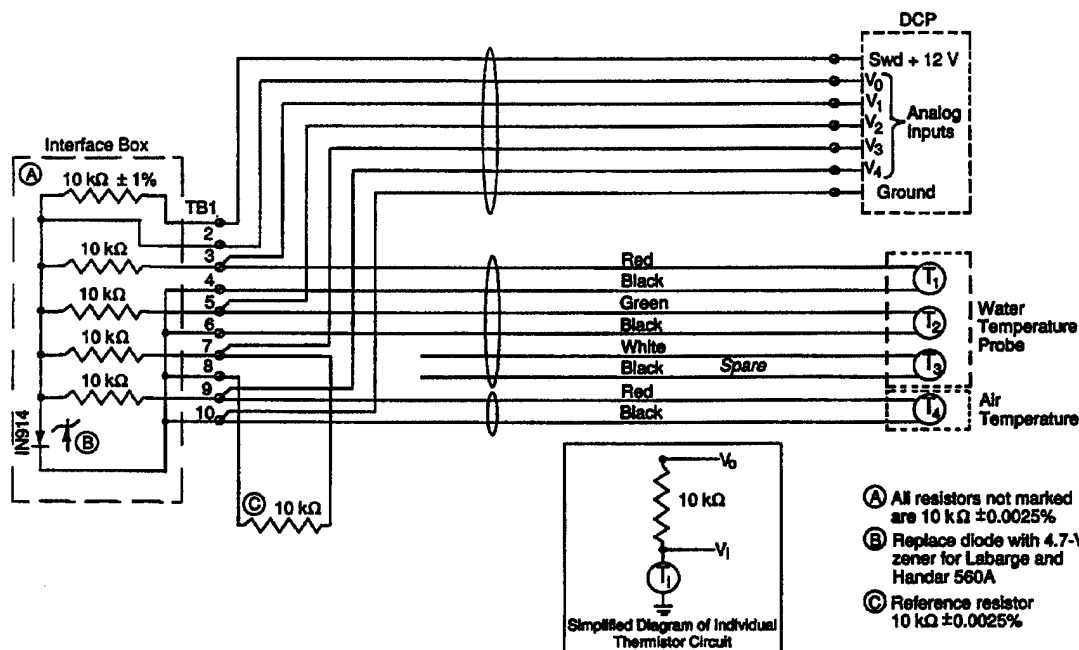 DCP
Swd + 12 V
V0
V1
V2
V3
V4
Analog
Inputs
Ground
Interface Box
A
10 kΩ ± 1%
TB1
2
10 kΩ
3
4
10 kΩ
5
6
10 kΩ
7
8
10 kΩ
9
10
IN914
B
C 10 kΩ
Red
Black
Green
Black
White
Black Spare
Red
Black
T1
T2
T3
T4
Water
Temperature
Probe
Air
Temperature
V0
10 kΩ
VI
TI
Simplified Diagram of Individual
Thermistor Circuit
A All resistors not marked
are 10 kΩ ±0.0025%
B Replace diode with 4.7-V
zener for Labarge and
Handar 560A
C Reference resistor
10 kΩ ±0.0025%